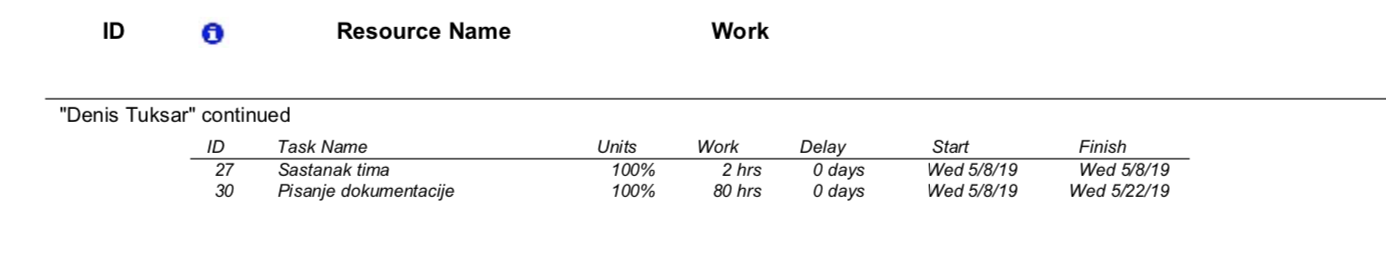 ID Resource Name Work
"Denis Tuksar" continued
ID Task Name Units Work Delay Start Finish
27 Sastanak tima 100% 2 hrs 0 days Wed 5/8/19 Wed 5/8/19
30 Pisanje dokumentacije 100% 80 hrs 0 days Wed 5/8/19 Wed 5/22/19